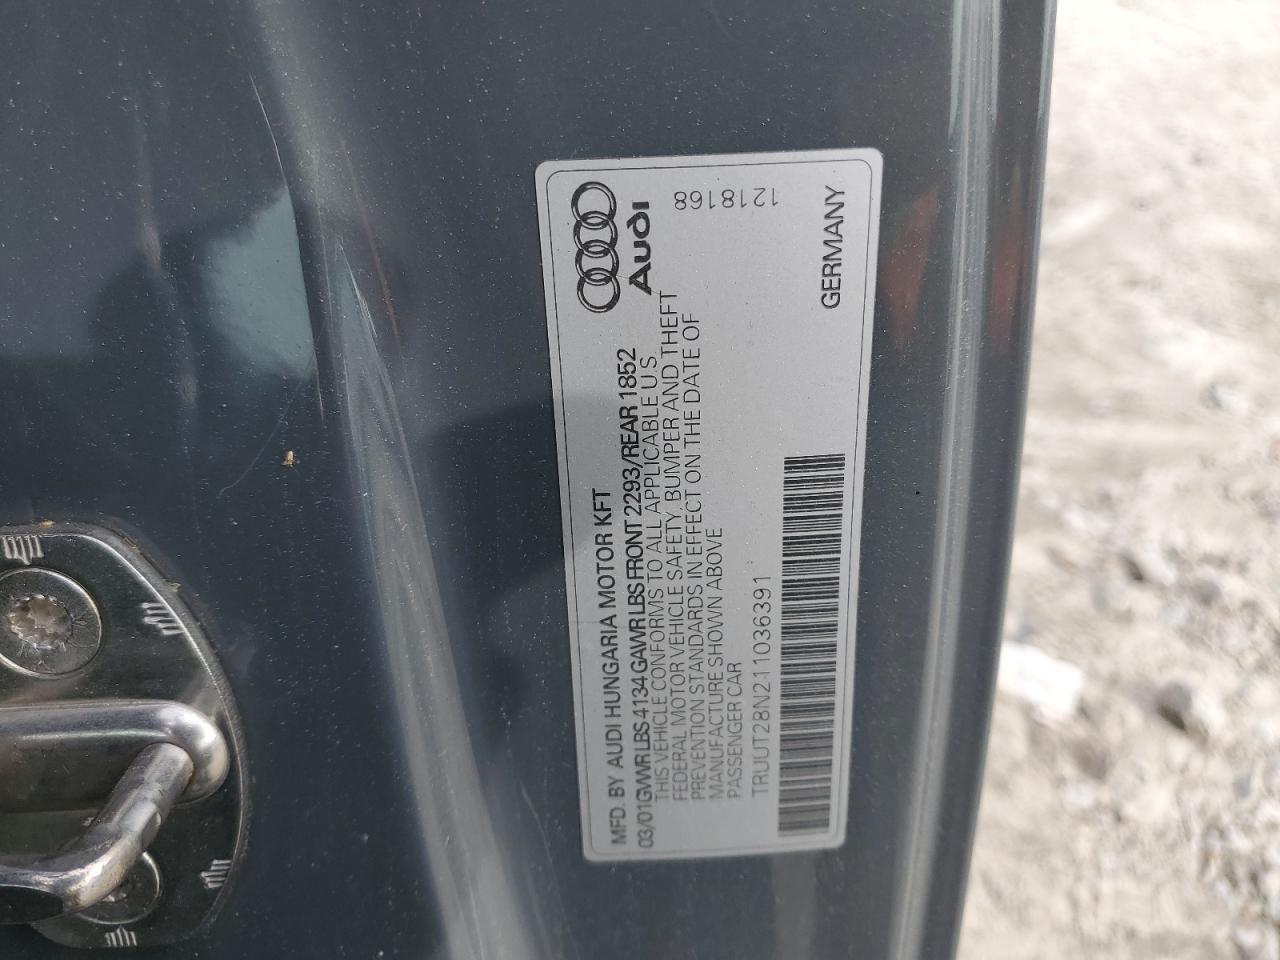 MFD. BY AUDI HUNGARIA MOTOR KFT
03/01GVWR LBS 4134 GAWR LBS FRONT 2293/REAR 1852
THIS VEHICLE CONFORMS TO ALL APPLICABLE U.S
FEDERAL MOTOR VEHICLE SAFETY, BUMPER AND THEFT
PREVENTION STANDARDS IN EFFECT ON THE DATE OF
MANUFACTURE SHOWN ABOVE
PASSENGER CAR
TRUUT28N211036391
Audi
1218168
GERMANY